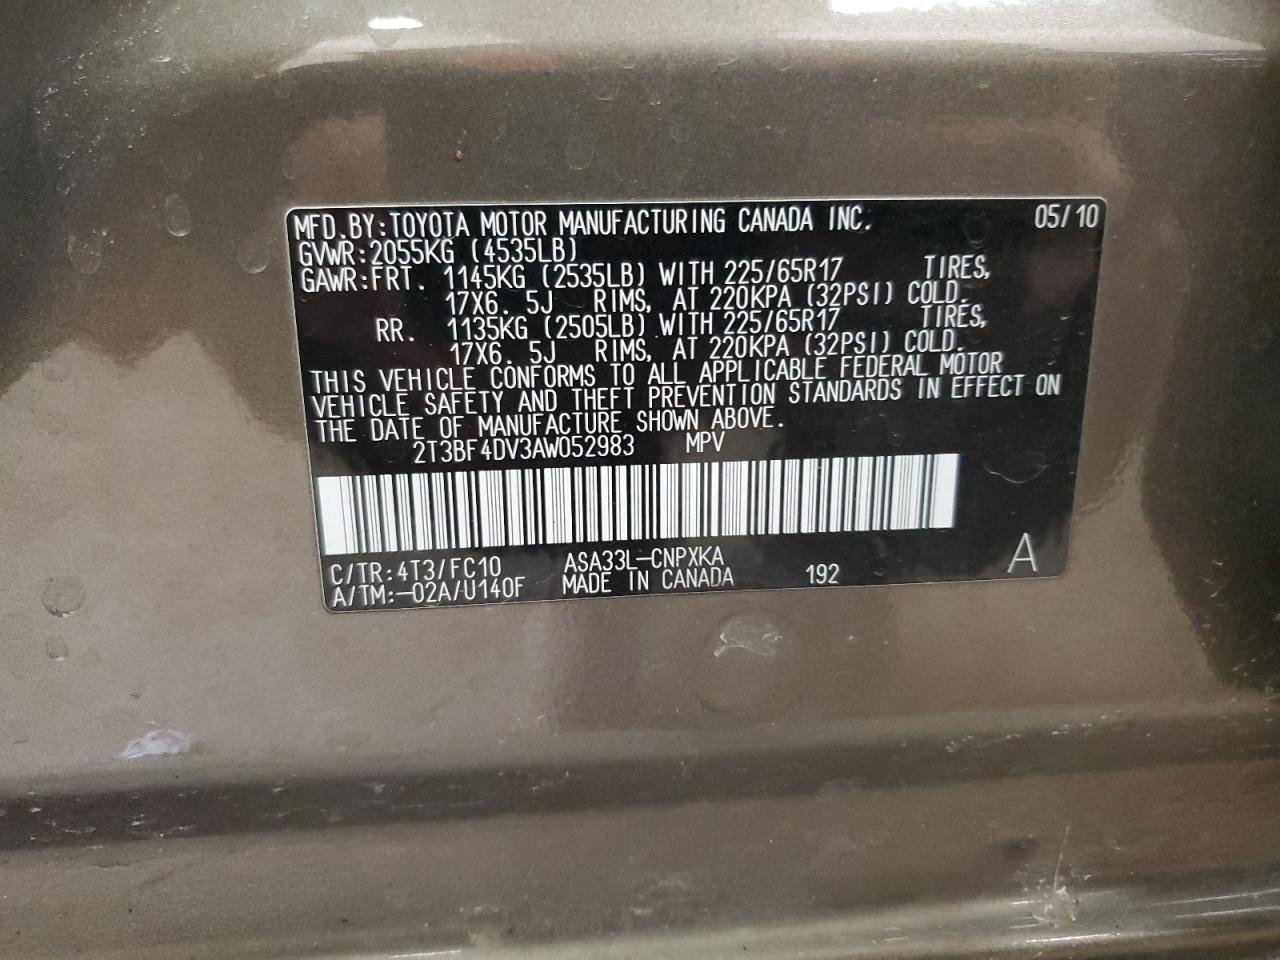 MFD.BY:TOYOTA MOTOR MANUFACTURING CANADA INC. 05/10
GVWR:2055KG (4535LB)
GAWR:FRT. 1145KG (2535LB) WITH 225/65R17 TIRES,
17X6. 5J RIMS, AT 220KPA (32PSI) COLD.
RR. 1135KG (2505LB) WITH 225/65R17 TIRES,
17X6. 5J RIMS, AT 220KPA (32PSI) COLD.
THIS VEHICLE CONFORMS TO ALL APPLICABLE FEDERAL MOTOR
VEHICLE SAFETY AND THEFT PREVENTION STANDARDS IN EFFECT ON
THE DATE OF MANUFACTURE SHOWN ABOVE.
2T3BF4DV3AW052983 MPV
C/TR:4T3/FC10 ASA33L-CNPXKA
A/TM:-02A/U140F MADE IN CANADA 192 A